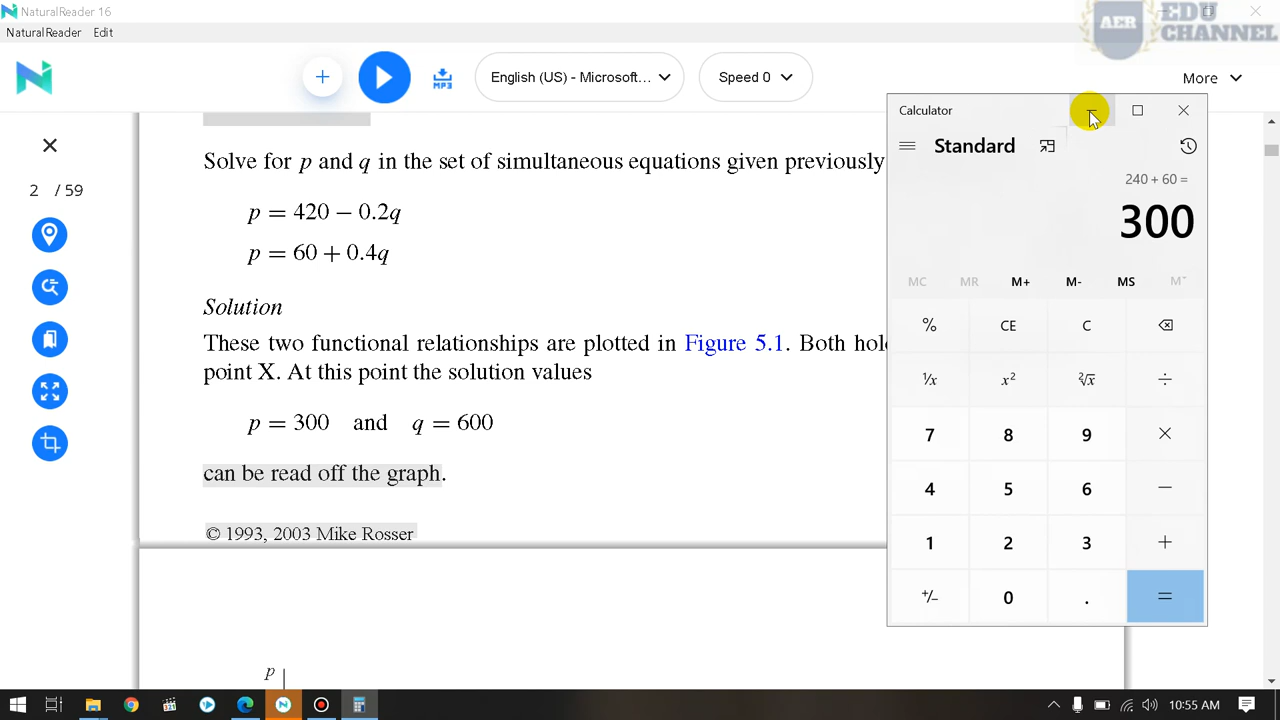 NaturalReader 16
NaturalReader Edit
AER EDU CHANNEL
MP3
English (US) - Microsoft...
Speed 0
More
2 / 59
Solve for p and q in the set of simultaneous equations given previously
p = 420 − 0.2q
p = 60 + 0.4q
Solution
These two functional relationships are plotted in Figure 5.1. Both hol
point X. At this point the solution values
p = 300 and q = 600
can be read off the graph.
© 1993, 2003 Mike Rosser
p
Calculator
Standard
240 + 60 =
300
MC MR M+ M- MS M˅
% CE C
¹/x x² ²√x ÷
7 8 9 ×
4 5 6 −
1 2 3 +
+/− 0 . =
10:55 AM